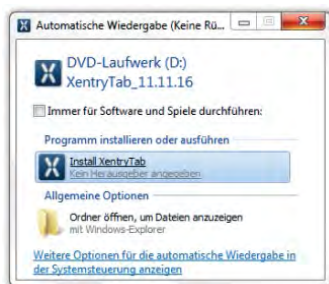 Automatische Wiedergabe (Keine Rü...
DVD-Laufwerk (D:)
XentryTab_11.11.16
Immer für Software und Spiele durchführen:
Programm installieren oder ausführen
Install XentryTab
Kein Herausgeber angegeben
Allgemeine Optionen
Ordner öffnen, um Dateien anzuzeigen
mit Windows-Explorer
Weitere Optionen für die automatische Wiedergabe in
der Systemsteuerung anzeigen